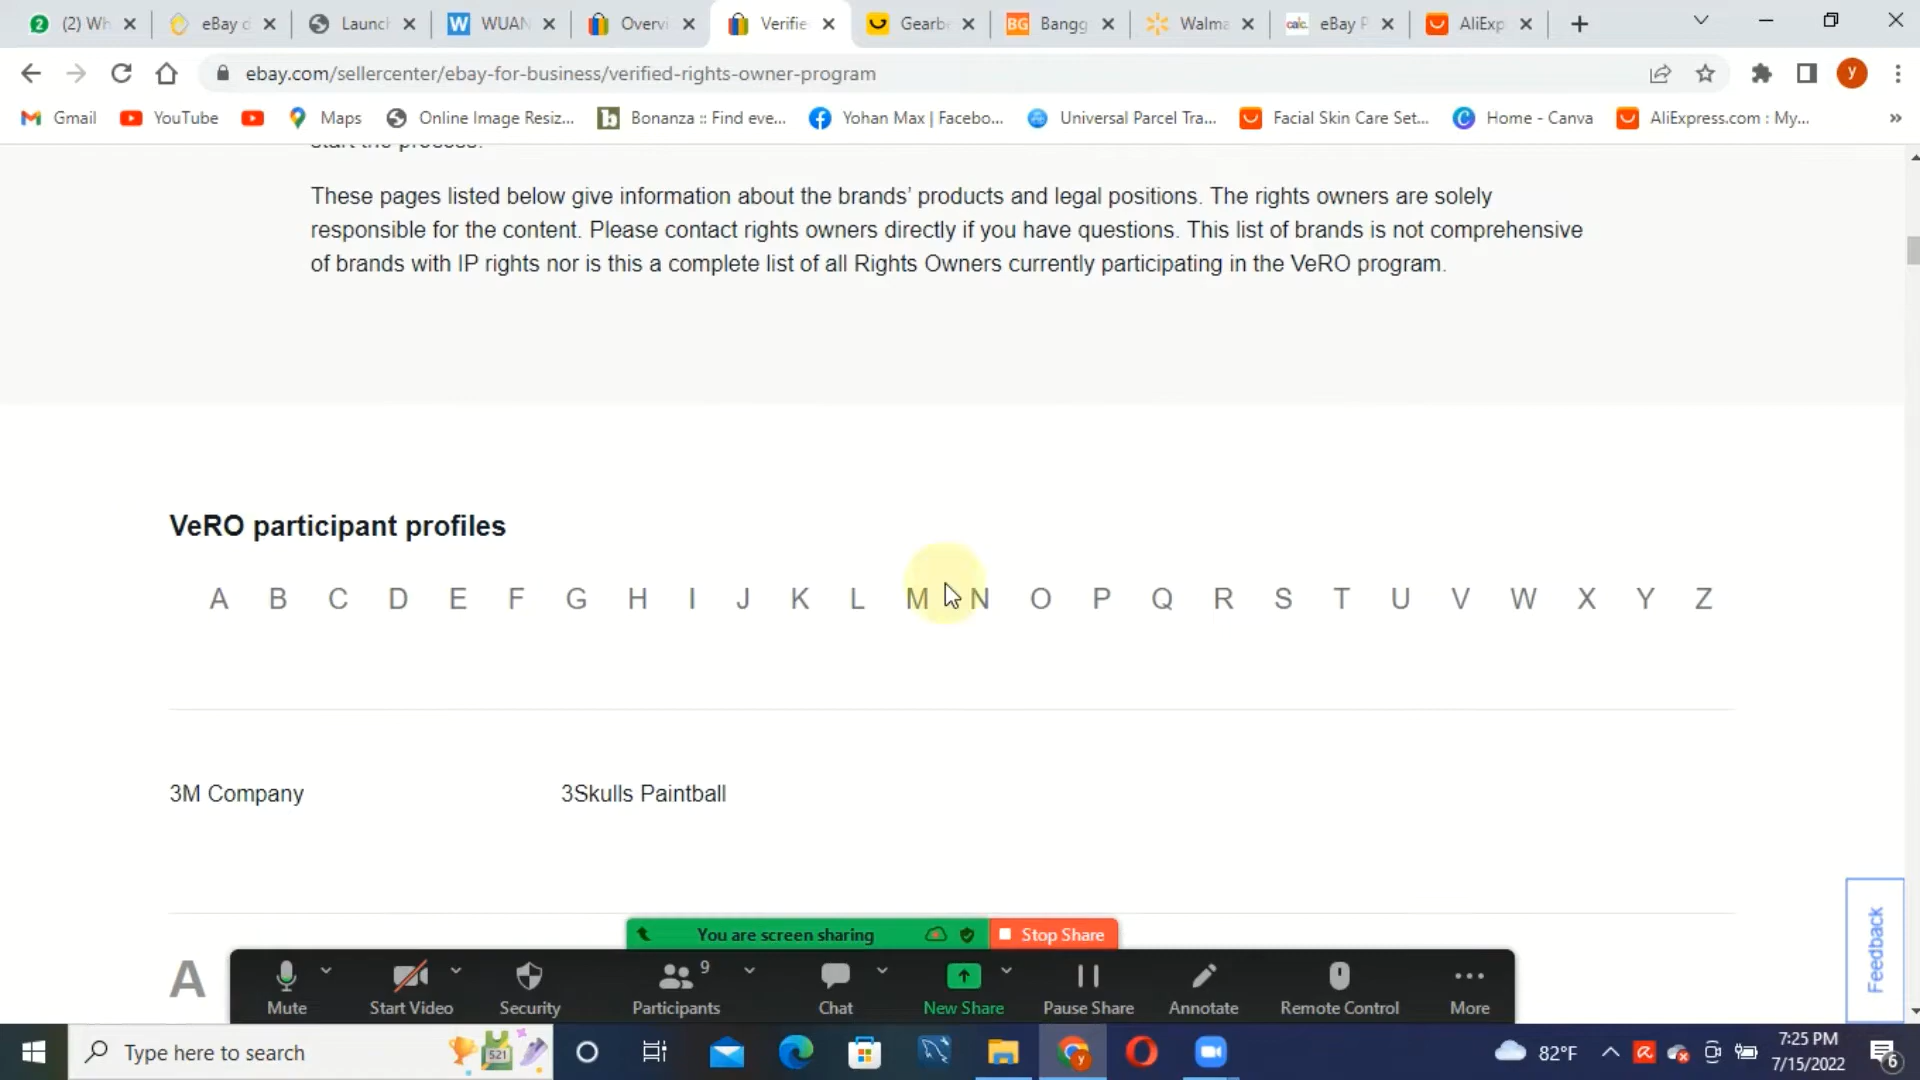 (2) Wh
eBay d
Launch
WUAN
Overvi
Verifie
Gearb
Bangg
Walma
calc.
eBay P
AliExp
ebay.com/sellercenter/ebay-for-business/verified-rights-owner-program
y
Gmail
YouTube
Maps
Online Image Resiz...
Bonanza :: Find eve...
Yohan Max | Facebo...
Universal Parcel Tra...
Facial Skin Care Set...
Home - Canva
AliExpress.com : My...
start the process.
These pages listed below give information about the brands’ products and legal positions. The rights owners are solely
responsible for the content. Please contact rights owners directly if you have questions. This list of brands is not comprehensive
of brands with IP rights nor is this a complete list of all Rights Owners currently participating in the VeRO program.
VeRO participant profiles
A B C D E F G H I J K L M N O P Q R S T U V W X Y Z
3M Company
3Skulls Paintball
Feedback
A
You are screen sharing
Stop Share
9
Mute
Start Video
Security
Participants
Chat
New Share
Pause Share
Annotate
Remote Control
More
Type here to search
521
82°F
7:25 PM
7/15/2022
6